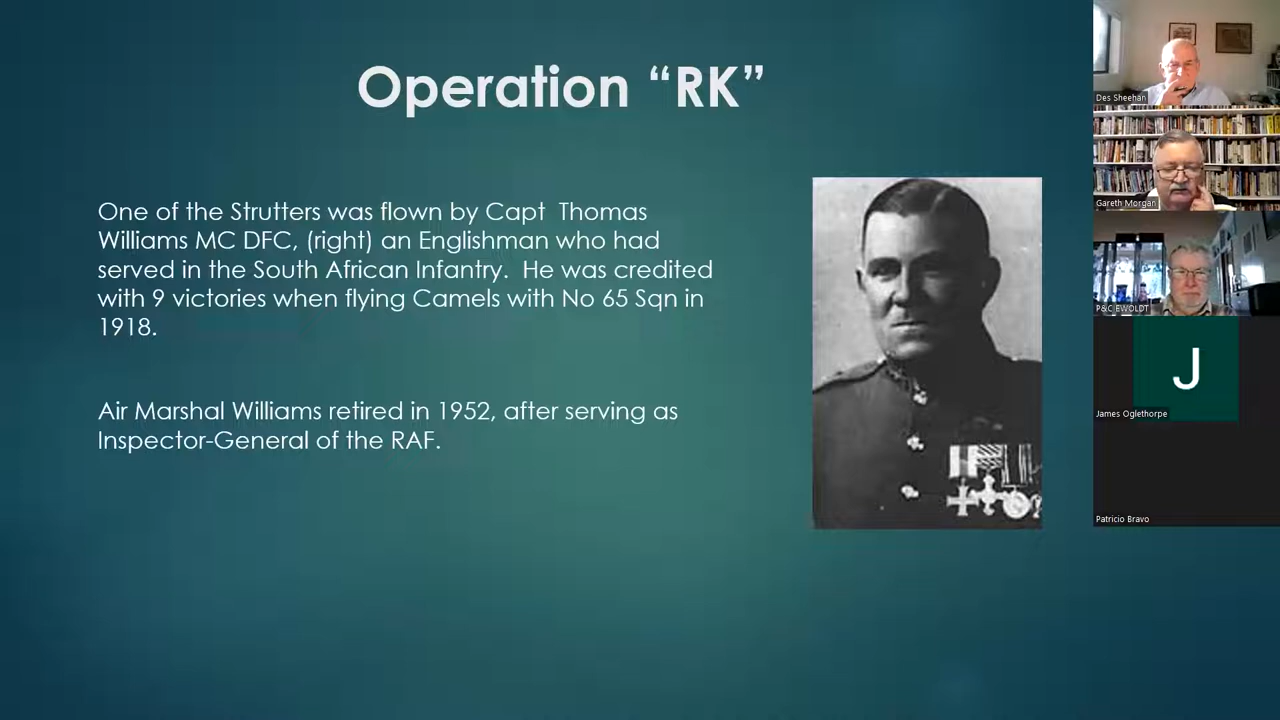 Operation “RK”
One of the Strutters was flown by Capt  Thomas
Williams MC DFC, (right) an Englishman who had
served in the South African Infantry.  He was credited
with 9 victories when flying Camels with No 65 Sqn in
1918.
Air Marshal Williams retired in 1952, after serving as
Inspector-General of the RAF.
Des Sheehan
Gareth Morgan
P&C EWOLDT
J
James Oglethorpe
Patricio Bravo